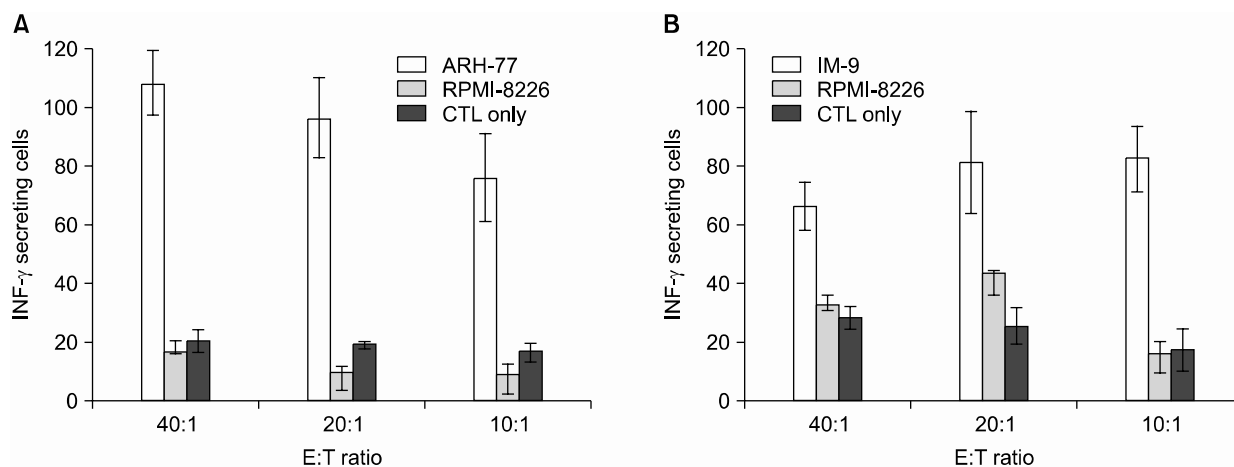 A
INF-γ secreting cells
120
100
80
60
40
20
0
ARH-77
RPMI-8226
CTL only
40:1
20:1
10:1
E:T ratio
B
INF-γ secreting cells
120
100
80
60
40
20
0
IM-9
RPMI-8226
CTL only
40:1
20:1
10:1
E:T ratio